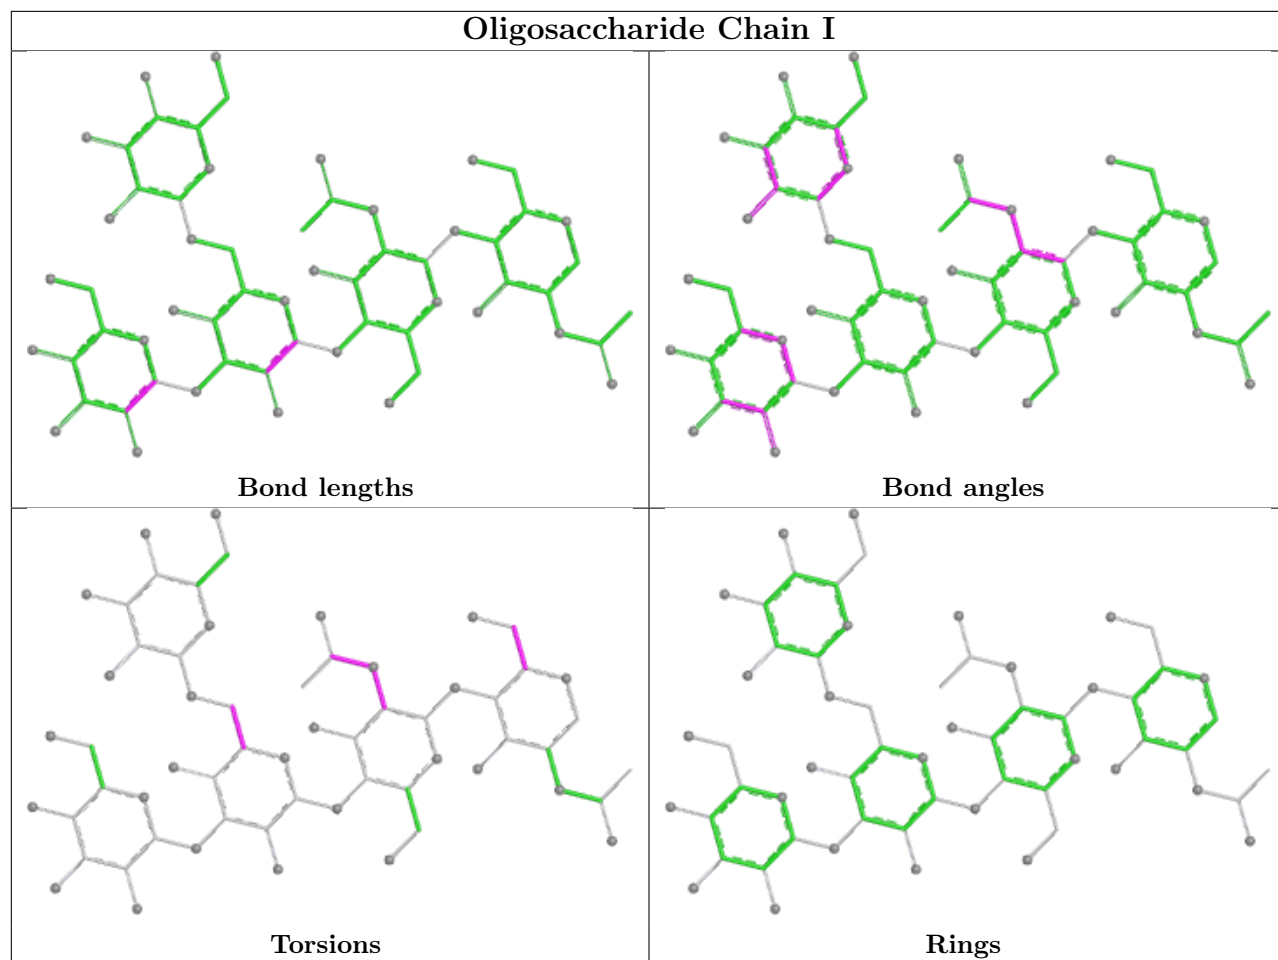 Oligosaccharide Chain I
Bond lengths
Bond angles
Torsions
Rings